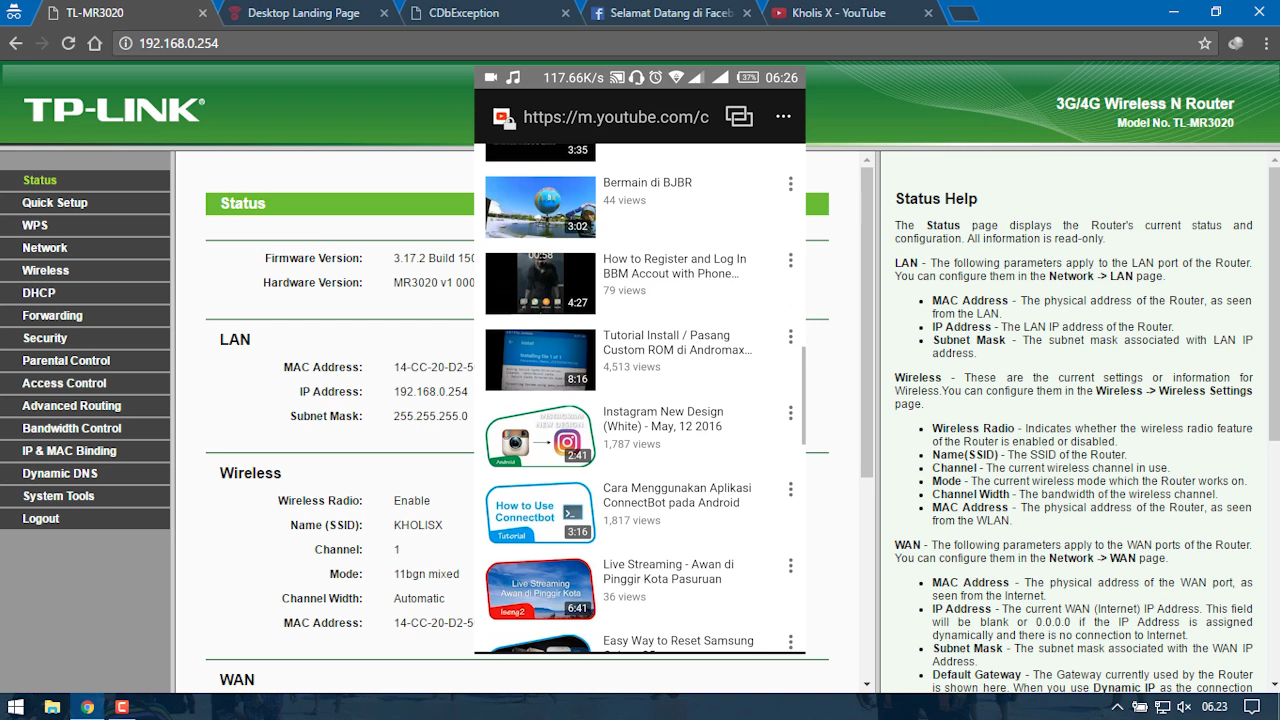 TL-MR3020
Desktop Landing Page
CDbException
Selamat Datang di Faceb
Kholis X - YouTube
192.168.0.254
TP-LINK
3G/4G Wireless N Router
Model No. TL-MR3020
Status
Quick Setup
WPS
Network
Wireless
DHCP
Forwarding
Security
Parental Control
Access Control
Advanced Routing
Bandwidth Control
IP & MAC Binding
Dynamic DNS
System Tools
Logout
Status
Firmware Version: 3.17.2 Build 150
Hardware Version: MR3020 v1 000
LAN
MAC Address: 14-CC-20-D2-5
IP Address: 192.168.0.254
Subnet Mask: 255.255.255.0
Wireless
Wireless Radio: Enable
Name (SSID): KHOLISX
Channel: 1
Mode: 11bgn mixed
Channel Width: Automatic
MAC Address: 14-CC-20-D2-5
WAN
117.66K/s 37% 06:26
https://m.youtube.com/c
3:35
Bermain di BJBR
44 views
3:02
How to Register and Log In
BBM Accout with Phone...
79 views
00:58
4:27
Tutorial Install / Pasang
Custom ROM di Andromax...
4,513 views
Install
Installing file 1 of 1
8:16
Instagram New Design
(White) - May, 12 2016
1,787 views
INSTAGRAM
NEW DESIGN
Android
2:41
Cara Menggunakan Aplikasi
ConnectBot pada Android
1,817 views
How to Use
Connectbot
Tutorial
3:16
Live Streaming - Awan di
Pinggir Kota Pasuruan
36 views
Live Streaming
Awan di Pinggir Kota
Iseng2
6:41
Easy Way to Reset Samsung
Status Help
The Status page displays the Router's current status and
configuration. All information is read-only.
LAN - The following parameters apply to the LAN port of the Router.
You can configure them in the Network -> LAN page.
MAC Address - The physical address of the Router, as seen
from the LAN.
IP Address - The LAN IP address of the Router.
Subnet Mask - The subnet mask associated with LAN IP
address.
Wireless - These are the current settings or information for
Wireless.You can configure them in the Wireless -> Wireless Settings
page.
Wireless Radio - Indicates whether the wireless radio feature
of the Router is enabled or disabled.
Name(SSID) - The SSID of the Router.
Channel - The current wireless channel in use.
Mode - The current wireless mode which the Router works on.
Channel Width - The bandwidth of the wireless channel.
MAC Address - The physical address of the Router, as seen
from the WLAN.
WAN - The following parameters apply to the WAN ports of the Router.
You can configure them in the Network -> WAN page.
MAC Address - The physical address of the WAN port, as
seen from the Internet.
IP Address - The current WAN (Internet) IP Address. This field
will be blank or 0.0.0.0 if the IP Address is assigned
dynamically and there is no connection to Internet.
Subnet Mask - The subnet mask associated with the WAN IP
Address.
Default Gateway - The Gateway currently used by the Router
is shown here. When you use Dynamic IP as the connection
06.23